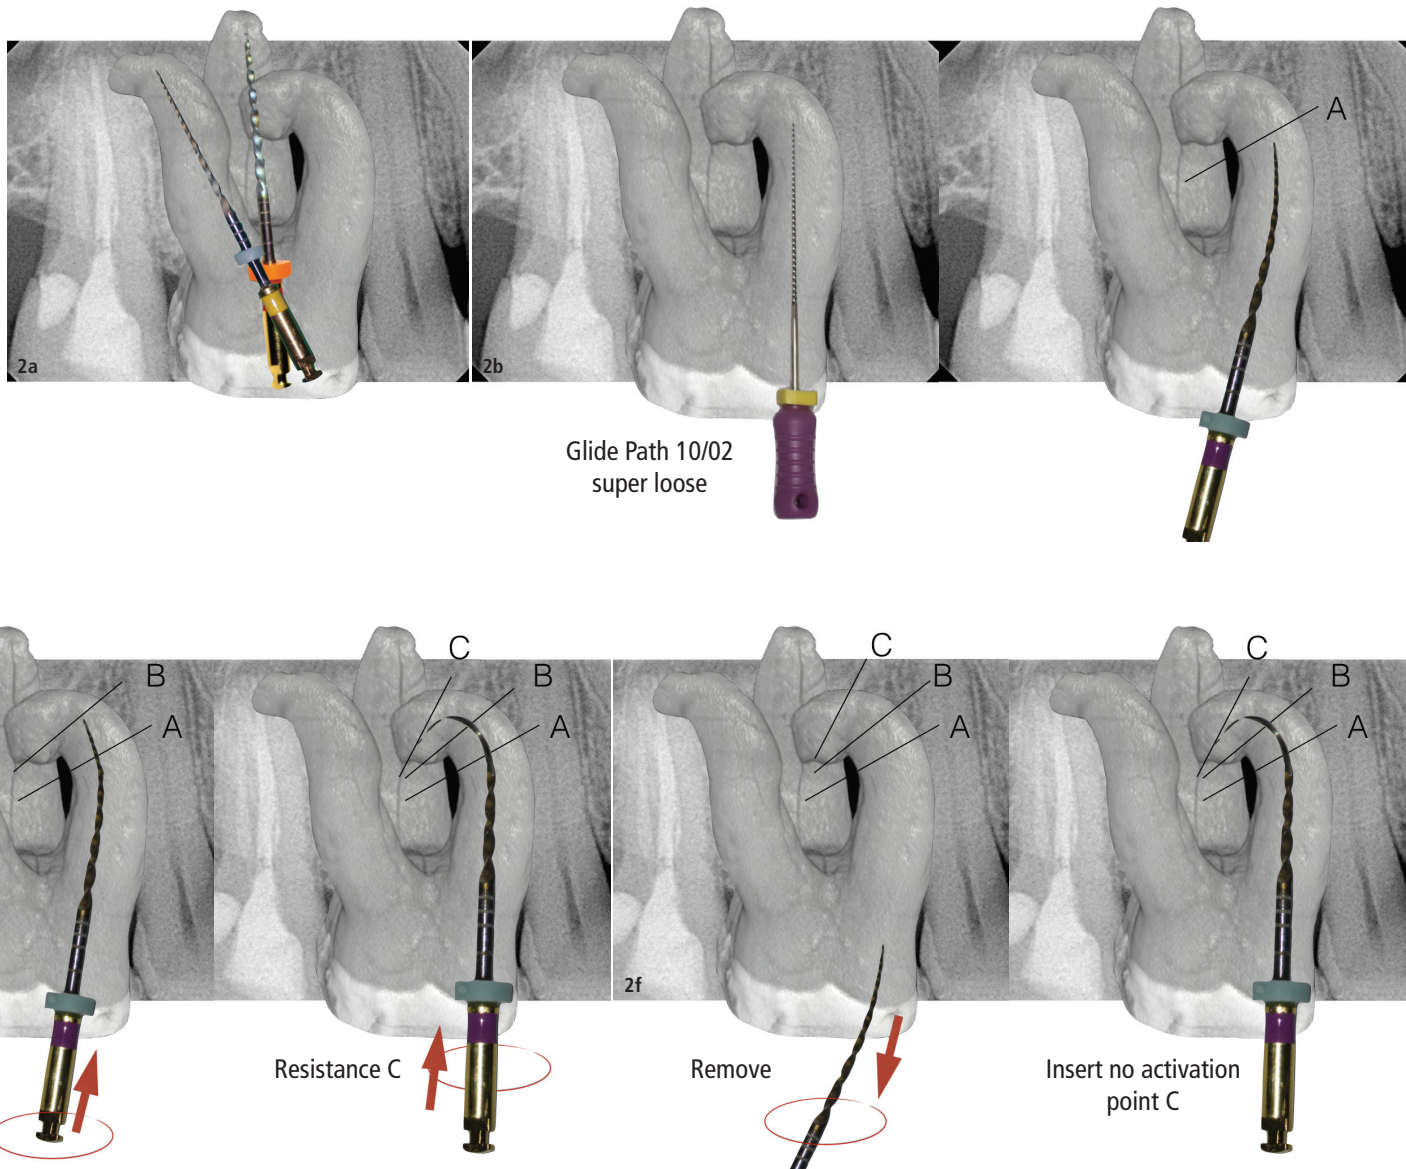 A
2a
2b
Glide Path 10/02
super loose
B
A
C
B
A
C
B
A
C
B
A
2f
Resistance C
Remove
Insert no activation
point C